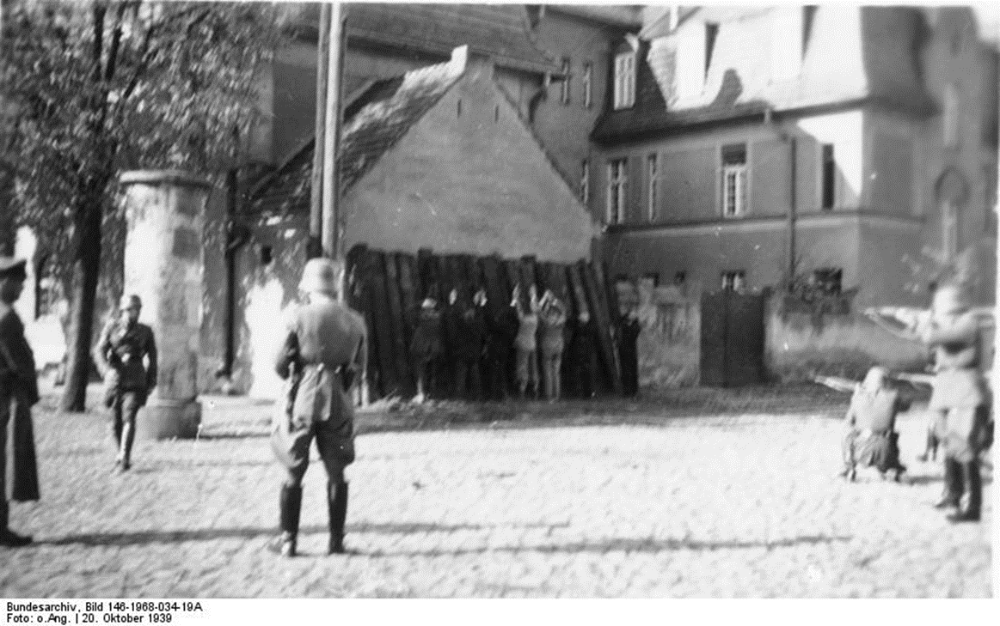 Bundesarchiv, Bild 146-1968-034-19A
Foto: o.Ang. | 20. Oktober 1939